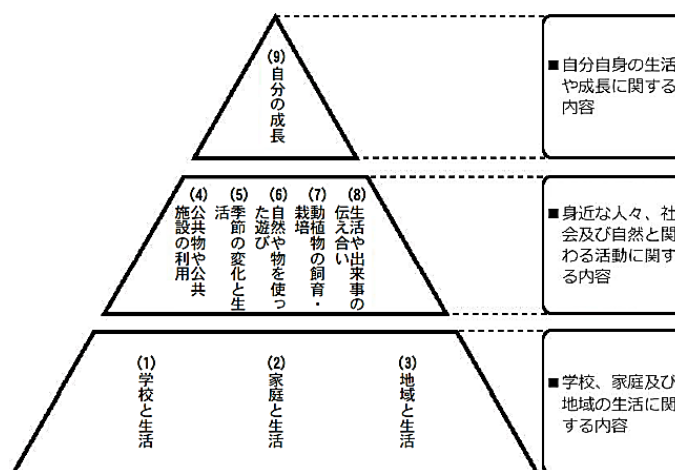 (9)自分の成長
■自分自身の生活
や成長に関する
内容
(4)公共物や公共
施設の利用
(5)季節の変化と生
活
(6)自然や物を使っ
た遊び
(7)動植物の飼育・
栽培
(8)生活や出来事の
伝え合い
■身近な人々、社
会及び自然と関
わる活動に関す
る内容
(1)学校と生活
(2)家庭と生活
(3)地域と生活
■学校、家庭及び
地域の生活に関
する内容